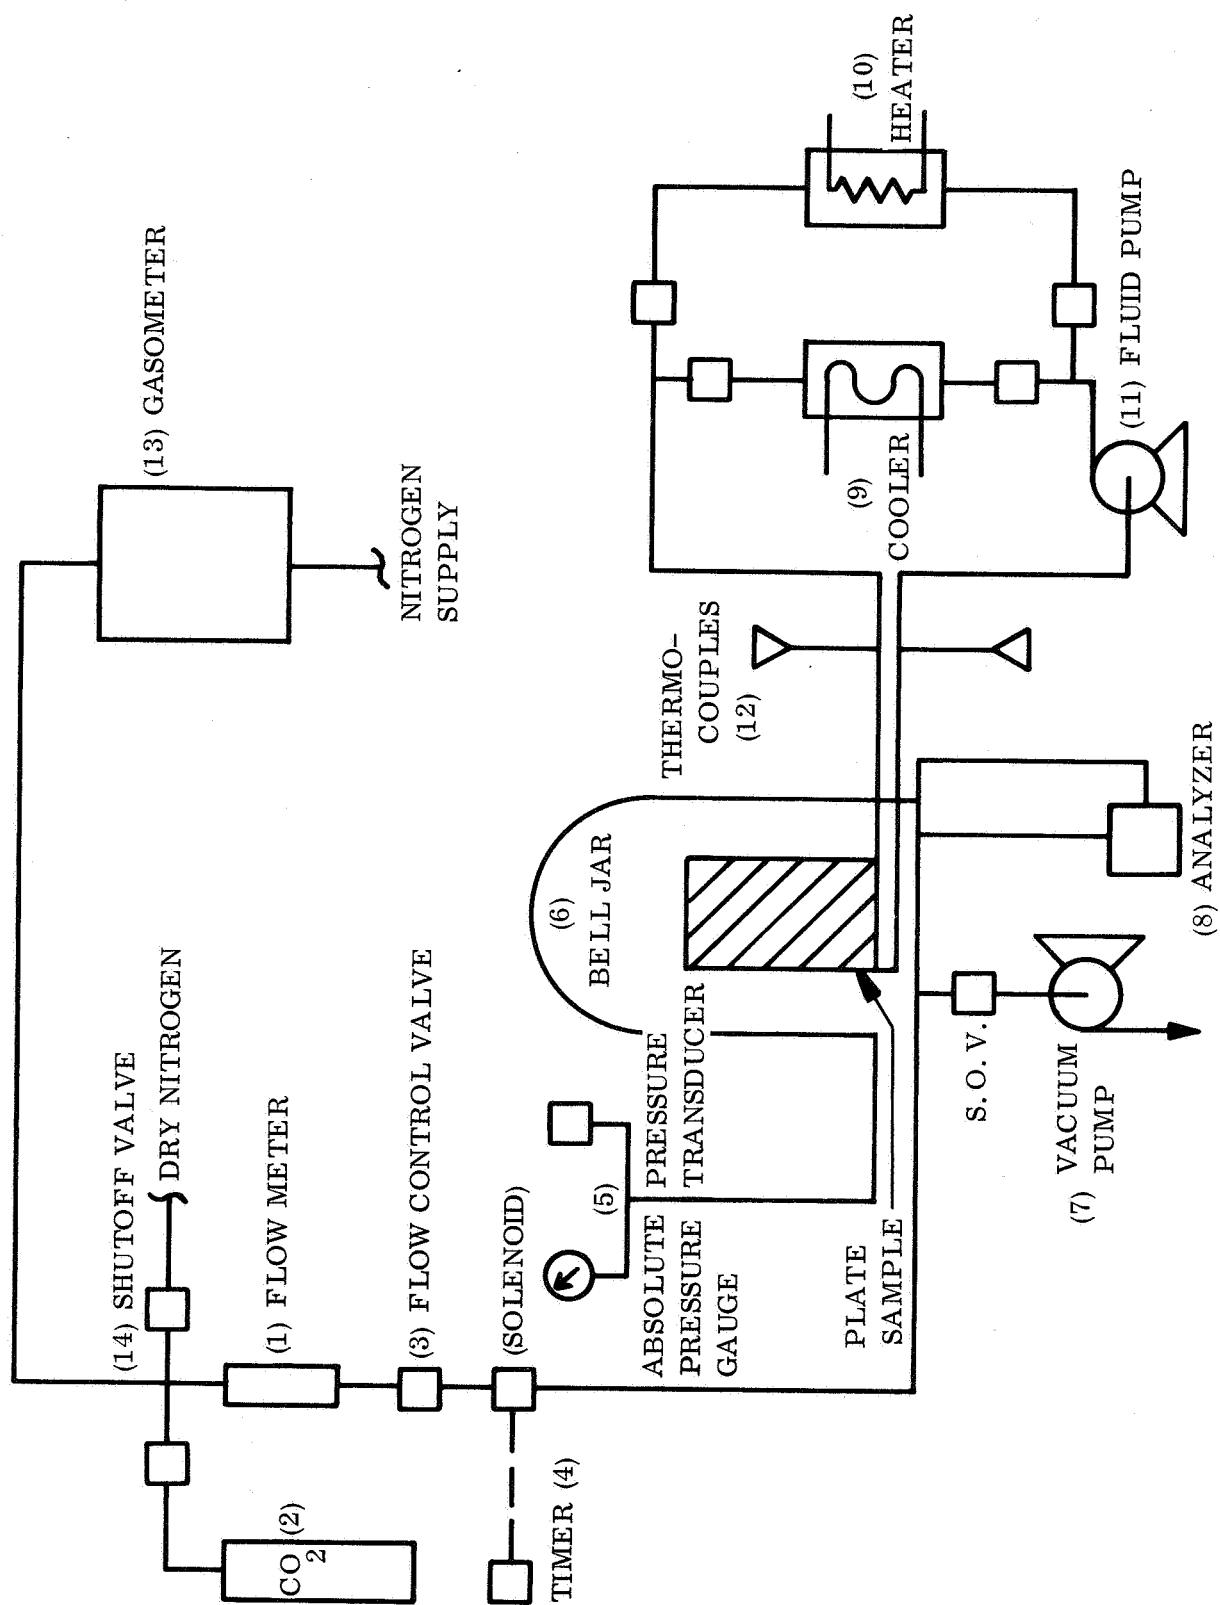 (13) GASOMETER
NITROGEN
SUPPLY
(14) SHUTOFF VALVE
DRY NITROGEN
(1) FLOW METER
(3) FLOW CONTROL VALVE
(SOLENOID)
CO2 (2)
TIMER (4)
(5)
ABSOLUTE
PRESSURE
GAUGE
PRESSURE
TRANSDUCER
(6)
BELL JAR
PLATE
SAMPLE
THERMO-
COUPLES
(12)
(9)
COOLER
(10)
HEATER
(11) FLUID PUMP
S.O.V.
(7) VACUUM
PUMP
(8) ANALYZER